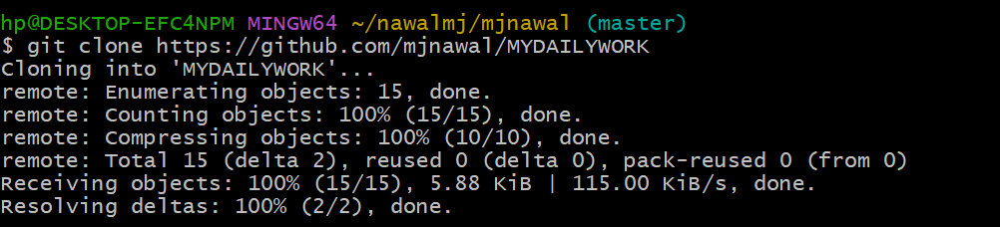 hp@DESKTOP-EFC4NPM MINGW64 ~/nawalmj/mjnawal (master)
$ git clone https://github.com/mjnawal/MYDAILYWORK
Cloning into 'MYDAILYWORK'...
remote: Enumerating objects: 15, done.
remote: Counting objects: 100% (15/15), done.
remote: Compressing objects: 100% (10/10), done.
remote: Total 15 (delta 2), reused 0 (delta 0), pack-reused 0 (from 0)
Receiving objects: 100% (15/15), 5.88 KiB | 115.00 KiB/s, done.
Resolving deltas: 100% (2/2), done.